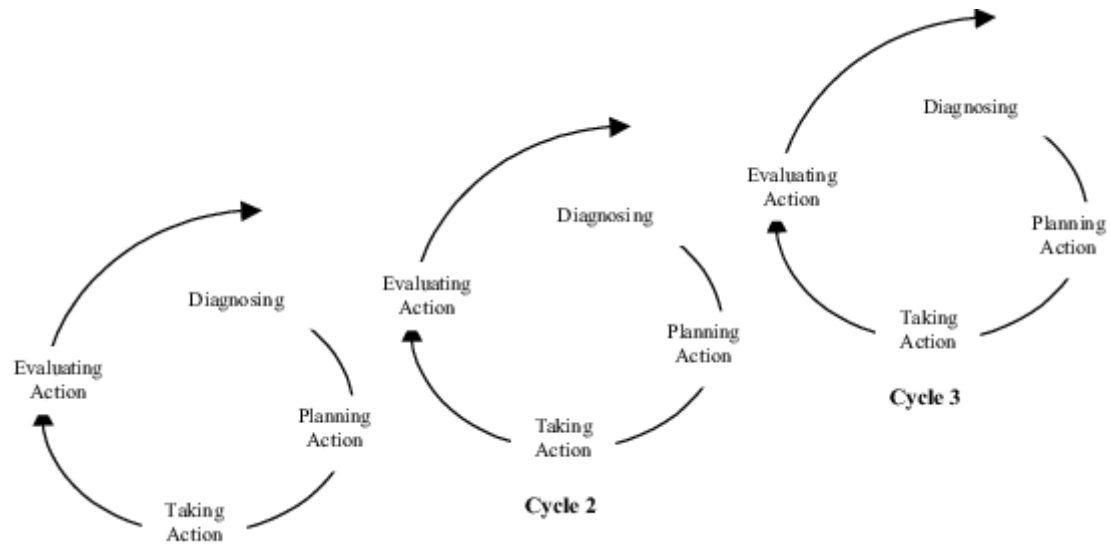 Diagnosing
Planning
Action
Taking
Action
Evaluating
Action
Diagnosing
Planning
Action
Taking
Action
Evaluating
Action
Cycle 2
Diagnosing
Planning
Action
Taking
Action
Evaluating
Action
Cycle 3